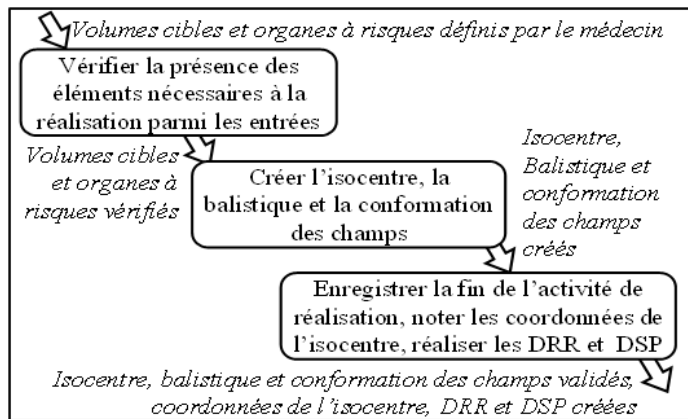 Volumes cibles et organes à risques définis par le médecin
Vérifier la présence des
éléments nécessaires à la
réalisation parmi les entrées
Volumes cibles
et organes à
risques vérifiés
Créer l'isocentre, la
balistique et la conformation
des champs
Isocentre,
Balistique et
conformation
des champs
créés
Enregistrer la fin de l'activité de
réalisation, noter les coordonnées de
l'isocentre, réaliser les DRR et DSP
Isocentre, balistique et conformation des champs validés,
coordonnées de l'isocentre, DRR et DSP créées